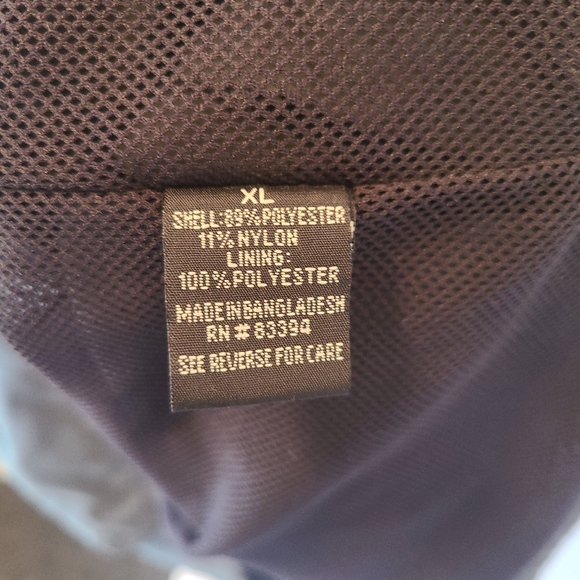 XL
SHELL: 89% POLYESTER
11% NYLON
LINING:
100% POLYESTER
MADE IN BANGLADESH
RN # 83394
SEE REVERSE FOR CARE